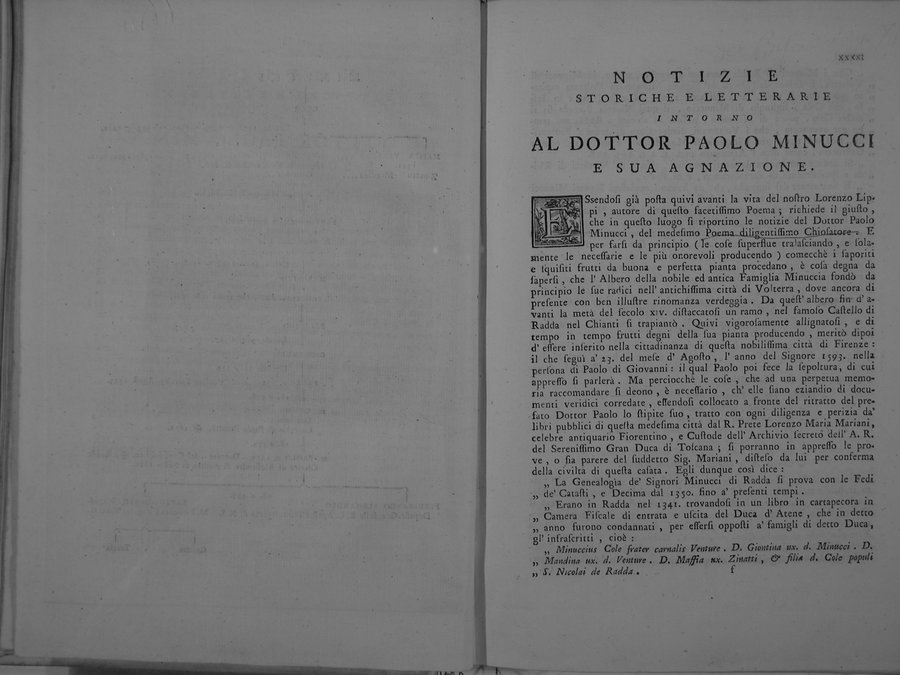 XXXXI
NOTIZIE
STORICHE E LETTERARIE
INTORNO
AL DOTTOR PAOLO MINUCCI
E SUA AGNAZIONE.
ESſendoſi già poſta quivi avanti la vita del noſtro Lorenzo Lip-
pi , autore di queſto facetiſſimo Poema ; richiede il giuſto ,
che in queſto luogo ſi riportino le notizie del Dottor Paolo
Minucci , del medeſimo Poema diligentiſſimo Chioſatore . E
per farſi da principio ( le coſe ſuperflue tralaſciando , e ſola-
mente le neceſſarie e le più onorevoli producendo ) comecchè i ſaporiti
e ſquiſiti frutti da buona e perfetta pianta procedano , è coſa degna da
ſaperſi , che l' Albero della nobile ed antica Famiglia Minuccia fondò da
principio le ſue radici nell' antichiſſima città di Volterra , dove ancora di
preſente con ben illuſtre rinomanza verdeggia . Da queſt' albero fin d' a-
vanti la metà del ſecolo XIV. diſtaccatoſi un ramo , nel famoſo Caſtello di
Radda nel Chianti ſi trapiantò . Quivi vigoroſamente allignatoſi , e di
tempo in tempo frutti degni della ſua pianta producendo , meritò dipoi
d' eſſere inſerito nella cittadinanza di queſta nobiliſſima città di Firenze :
il che ſeguì a' 23. del meſe d' Agoſto , l' anno del Signore 1593. nella
perſona di Paolo di Giovanni : il qual Paolo poi fece la ſepoltura , di cui
appreſſo ſi parlerà . Ma perciocchè le coſe , che ad una perpetua memo-
ria raccomandare ſi deono , è neceſſario , ch' elle ſiano eziandio di docu-
menti veridici corredate , eſſendoſi collocato a fronte del ritratto del pre-
fato Dottor Paolo lo ſtipite ſuo , tratto con ogni diligenza e perizia da'
libri pubblici di queſta medeſima città dal R. Prete Lorenzo Maria Mariani ,
celebre antiquario Fiorentino , e Cuſtode dell' Archivio ſecreto dell' A. R.
del Sereniſſimo Gran Duca di Toſcana ; ſi porranno in appreſſo le pro-
ve , o ſia parere del ſuddetto Sig. Mariani , diſteſo da lui per conferma
della civiltà di queſta caſata . Egli dunque così dice :
„ La Genealogìa de' Signori Minucci di Radda ſi prova con le Fedi
„ de' Cataſti , e Decima dal 1350. fino a' preſenti tempi .
„ Erano in Radda nel 1341. trovandoſi in un libro in cartapecora in
„ Camera Fiſcale di entrata e uſcita del Duca d' Atene , che in detto
„ anno furono condannati , per eſſerſi oppoſti a' famigli di detto Duca ,
gl' infraſcritti , cioè :
„ Minuccius Cole frater carnalis Venture . D. Giontina ux. d. Minucci . D.
„ Mandina ux. d. Venture . D. Maffia ux. Zinatti , & filia d. Cole populi
„ S. Nicolai de Radda .
f